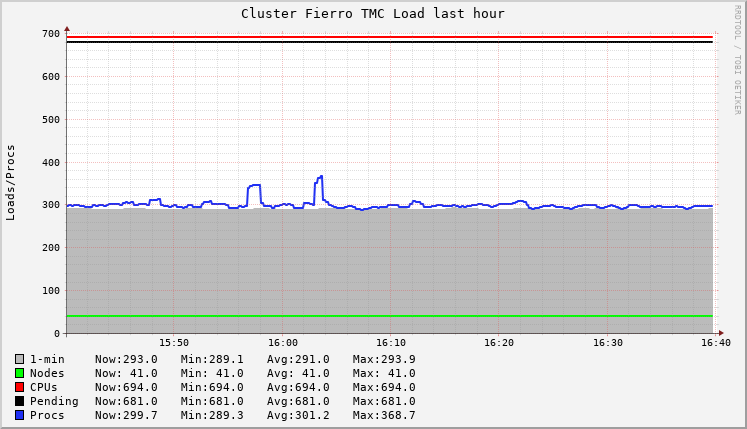 Cluster Fierro TMC Load last hour
RRDTOOL / TOBI OETIKER
Loads/Procs
700
600
500
400
300
200
100
0
15:50 16:00 16:10 16:20 16:30 16:40
1-min Now:293.0 Min:289.1 Avg:291.0 Max:293.9
Nodes Now: 41.0 Min: 41.0 Avg: 41.0 Max: 41.0
CPUs Now:694.0 Min:694.0 Avg:694.0 Max:694.0
Pending Now:681.0 Min:681.0 Avg:681.0 Max:681.0
Procs Now:299.7 Min:289.3 Avg:301.2 Max:368.7